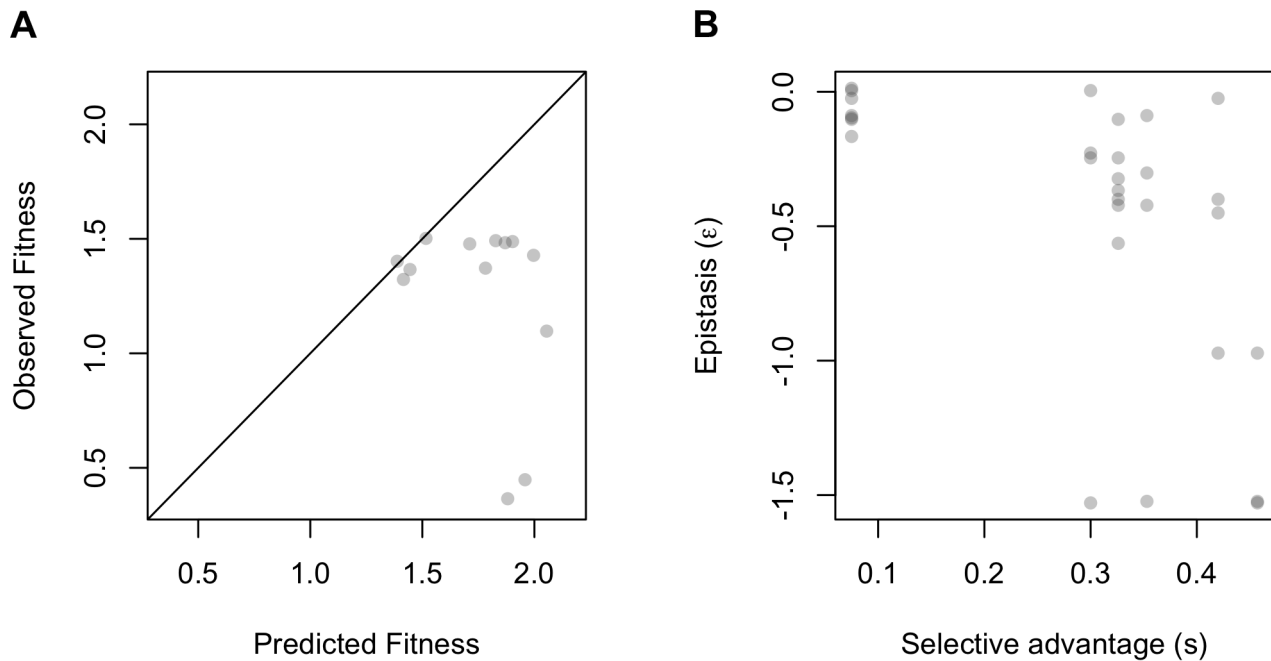 A
B
Observed Fitness
2.0
1.5
1.0
0.5
0.5 1.0 1.5 2.0
Predicted Fitness
Epistasis (ε)
0.0
-0.5
-1.0
-1.5
0.1 0.2 0.3 0.4
Selective advantage (s)